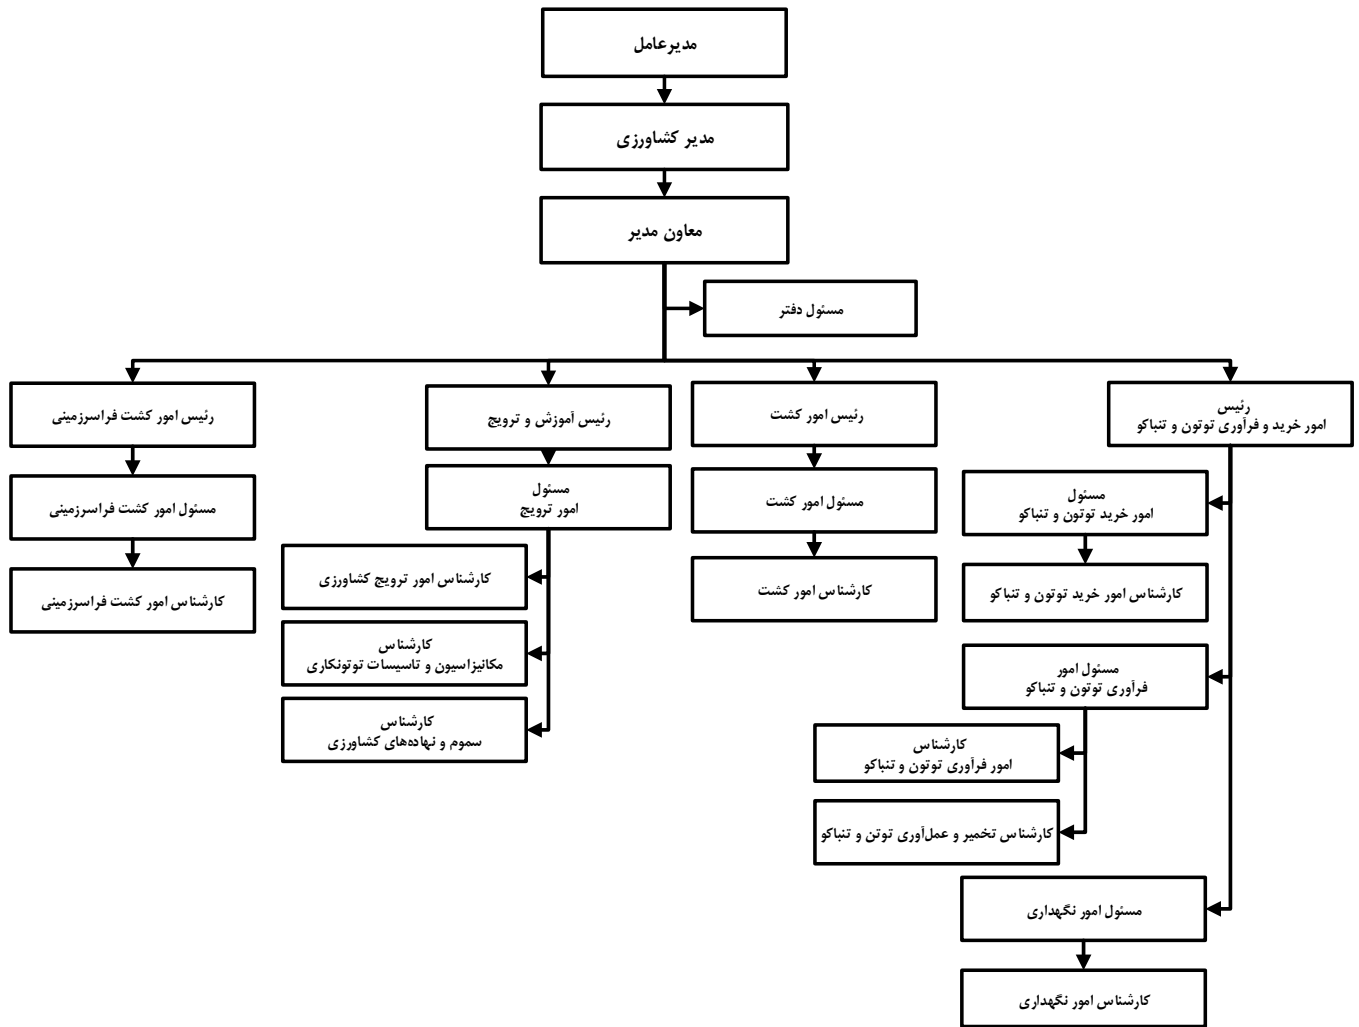 مدیرعامل
مدیر کشاورزی
معاون مدیر
مسئول دفتر
رئیس
امور خرید و فرآوری توتون و تنباکو
رئیس امور کشت
رئیس آموزش و ترویج
رئیس امور کشت فراسرزمینی
مسئول
امور خرید توتون و تنباکو
مسئول امور کشت
مسئول
امور ترویج
مسئول امور کشت فراسرزمینی
کارشناس امور خرید توتون و تنباکو
کارشناس امور کشت
کارشناس امور ترویج کشاورزی
کارشناس امور کشت فراسرزمینی
مسئول امور
فرآوری توتون و تنباکو
کارشناس
مکانیزاسیون و تاسیسات توتونکاری
کارشناس
امور فرآوری توتون و تنباکو
کارشناس
سموم و نهاده‌های کشاورزی
کارشناس تخمیر و عمل‌آوری توتن و تنباکو
مسئول امور نگهداری
کارشناس امور نگهداری